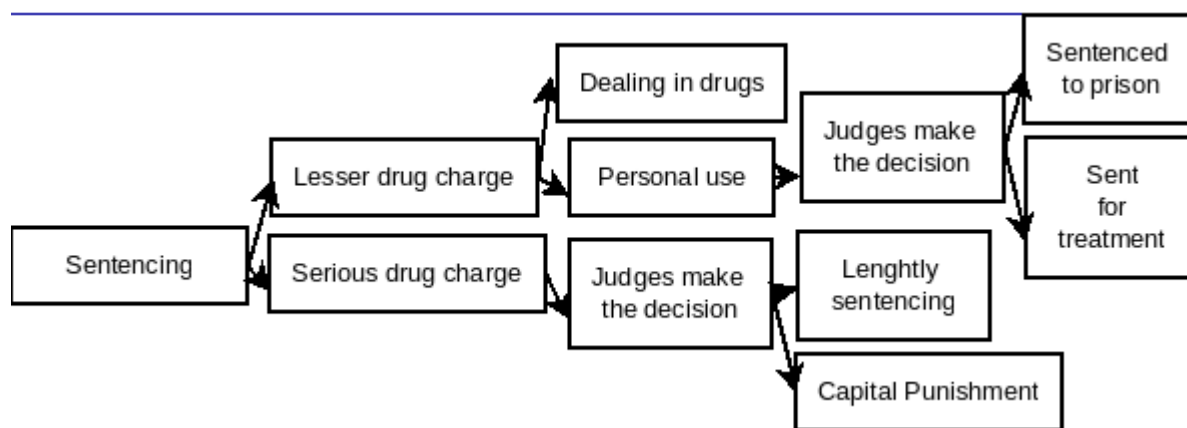 Sentencing
Lesser drug charge
Serious drug charge
Dealing in drugs
Personal use
Judges make
the decision
Judges make
the decision
Sentenced
to prison
Sent
for
treatment
Lenghtly
sentencing
Capital Punishment